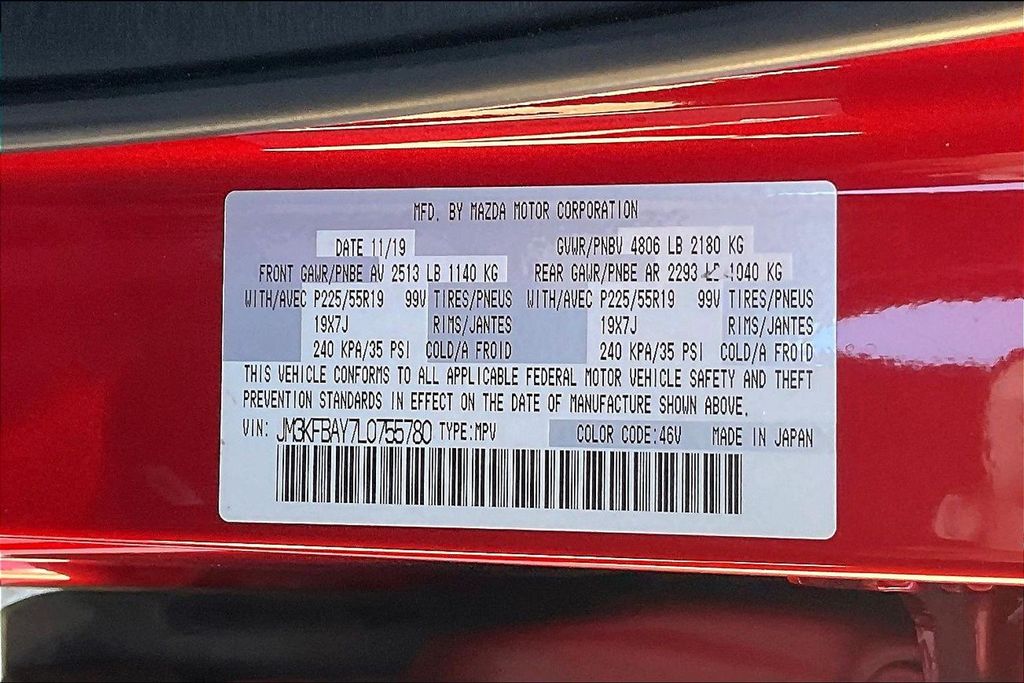 MFD. BY MAZDA MOTOR CORPORATION
DATE 11/19 GVWR/PNBV 4806 LB 2180 KG
FRONT GAWR/PNBE AV 2513 LB 1140 KG REAR GAWR/PNBE AR 2293 LB 1040 KG
WITH/AVEC P225/55R19 99V TIRES/PNEUS WITH/AVEC P225/55R19 99V TIRES/PNEUS
19X7J RIMS/JANTES 19X7J RIMS/JANTES
240 KPA/35 PSI COLD/A FROID 240 KPA/35 PSI COLD/A FROID
THIS VEHICLE CONFORMS TO ALL APPLICABLE FEDERAL MOTOR VEHICLE SAFETY AND THEFT
PREVENTION STANDARDS IN EFFECT ON THE DATE OF MANUFACTURE SHOWN ABOVE.
VIN: JM3KFBAY7L0755780 TYPE:MPV COLOR CODE:46V MADE IN JAPAN